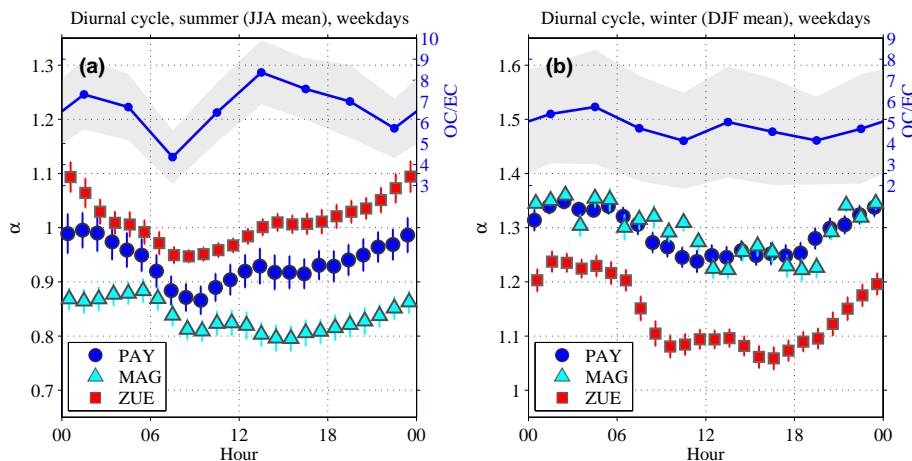 Diurnal cycle, summer (JJA mean), weekdays
(a)
1.3
1.2
1.1
1
0.9
0.8
0.7
α
10
9
8
7
6
5
4
3
OC/EC
PAY
MAG
ZUE
00 06 12 18 00
Hour
Diurnal cycle, winter (DJF mean), weekdays
(b)
1.6
1.5
1.4
1.3
1.2
1.1
1
α
9
8
7
6
5
4
3
2
OC/EC
PAY
MAG
ZUE
00 06 12 18 00
Hour